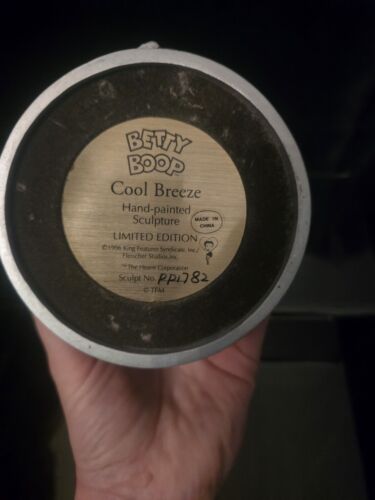 BETTY
BOOP
Cool Breeze
Hand-painted
Sculpture
MADE IN
CHINA
LIMITED EDITION
©1996 King Features Syndicate, Inc./
Fleischer Studios, Inc.
™ The Hearst Corporation
Sculpt No. PP1782
© TFM